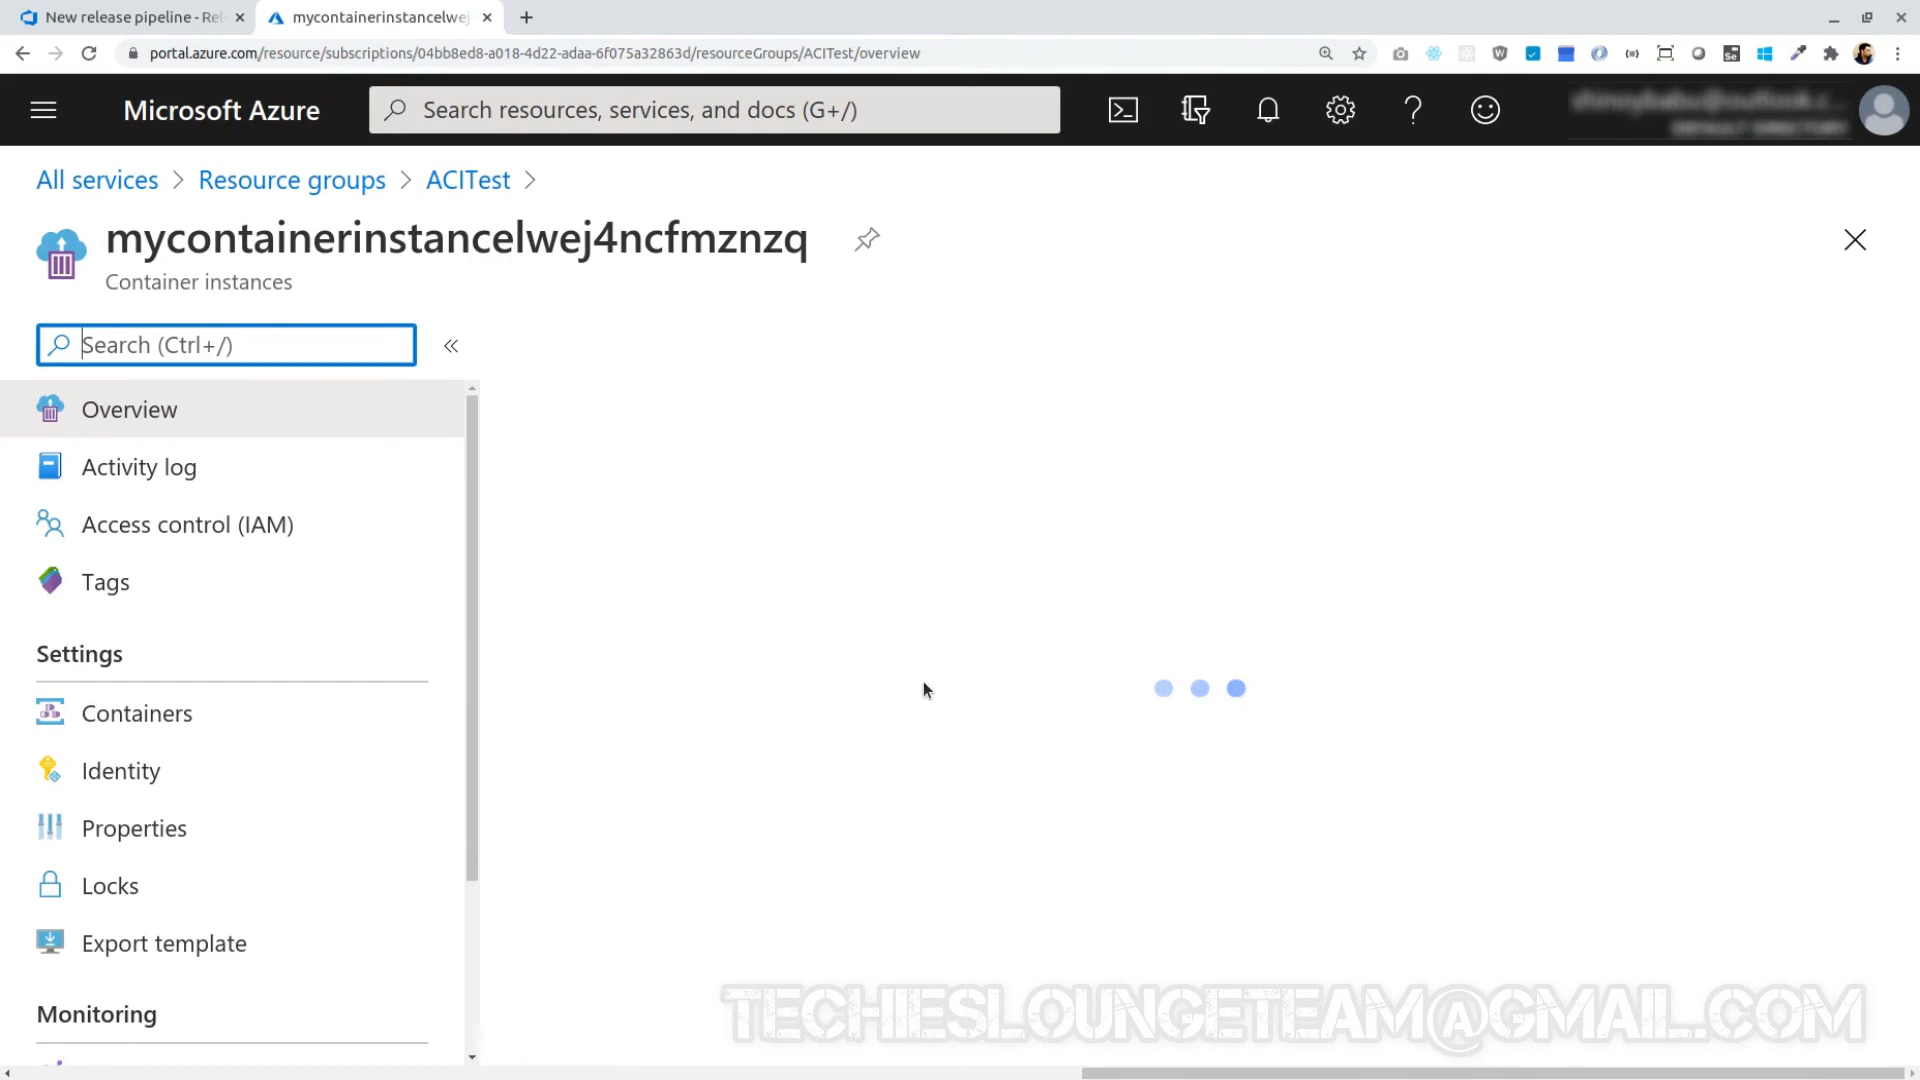 New release pipeline - Rel
mycontainerinstancelwej
portal.azure.com/resource/subscriptions/04bb8ed8-a018-4d22-adaa-6f075a32863d/resourceGroups/ACITest/overview
Microsoft Azure
Search resources, services, and docs (G+/)
All services > Resource groups > ACITest >
mycontainerinstancelwej4ncfmznzq
Container instances
Search (Ctrl+/)
Overview
Activity log
Access control (IAM)
Tags
Settings
Containers
Identity
Properties
Locks
Export template
Monitoring
TECHIESLOUNGETEAM@GMAIL.COM